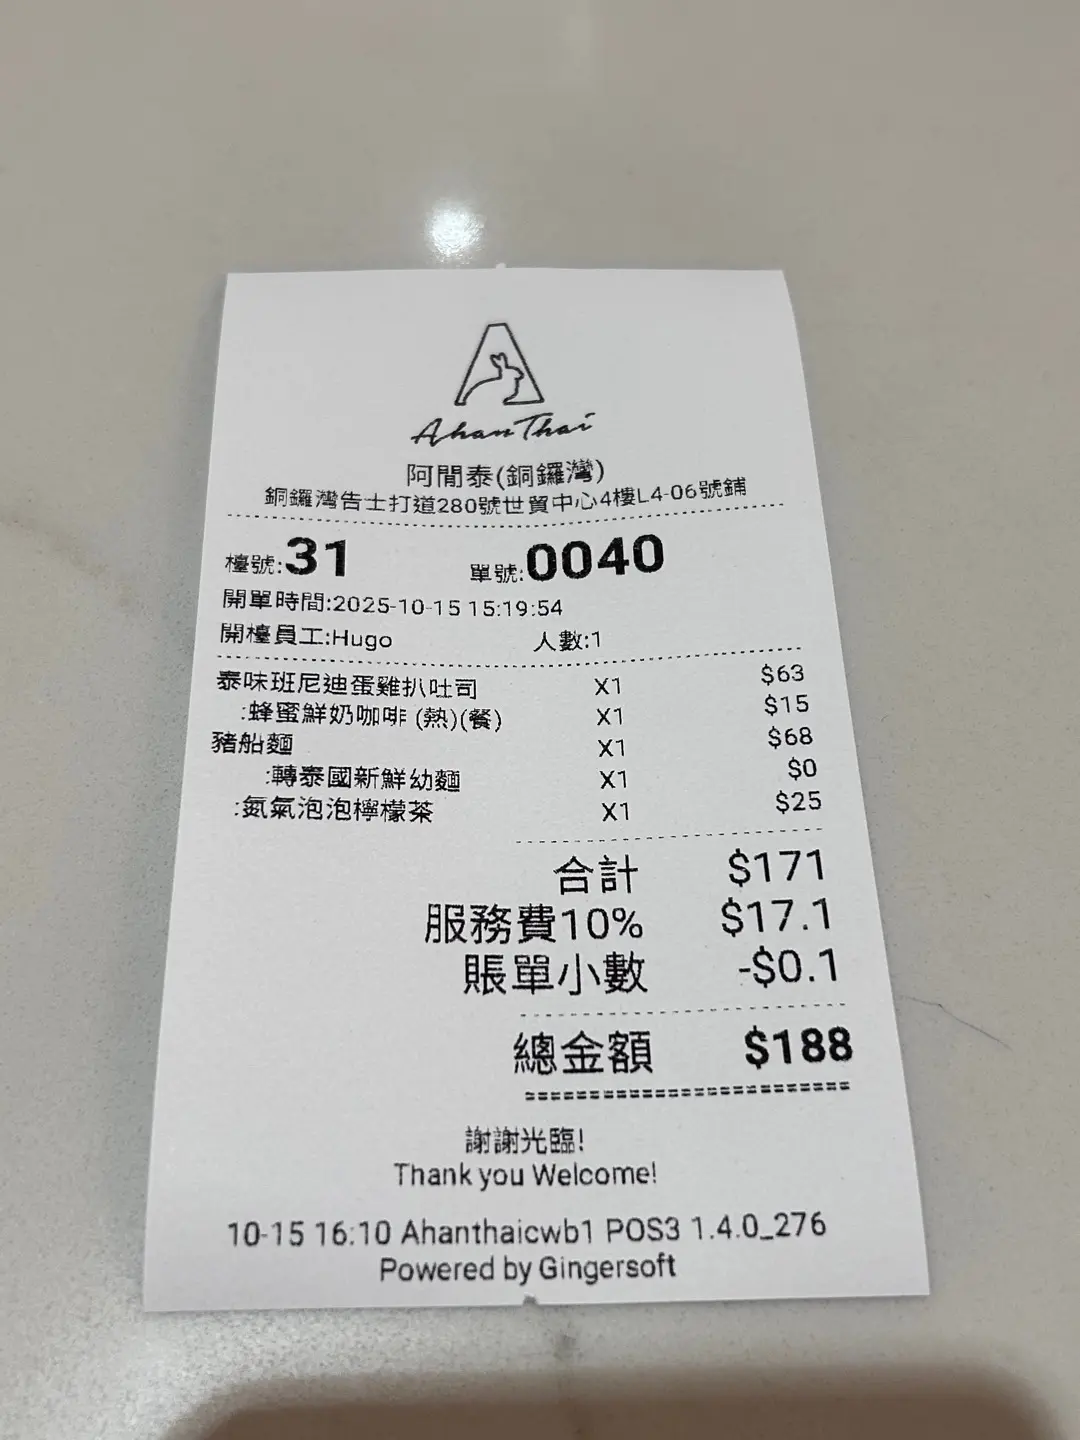 Ahan Thai
阿閒泰(銅鑼灣)
銅鑼灣告士打道280號世貿中心4樓L4-06號鋪
檯號:31 單號:0040
開單時間:2025-10-15 15:19:54
開檯員工:Hugo 人數:1
泰味班尼迪蛋雞扒吐司 X1 $63
:蜂蜜鮮奶咖啡 (熱)(餐) X1 $15
豬船麵 X1 $68
:轉泰國新鮮幼麵 X1 $0
:氮氣泡泡檸檬茶 X1 $25
合計 $171
服務費10% $17.1
賬單小數 -$0.1
總金額 $188
謝謝光臨!
Thank you Welcome!
10-15 16:10 Ahanthaicwb1 POS3 1.4.0_276
Powered by Gingersoft